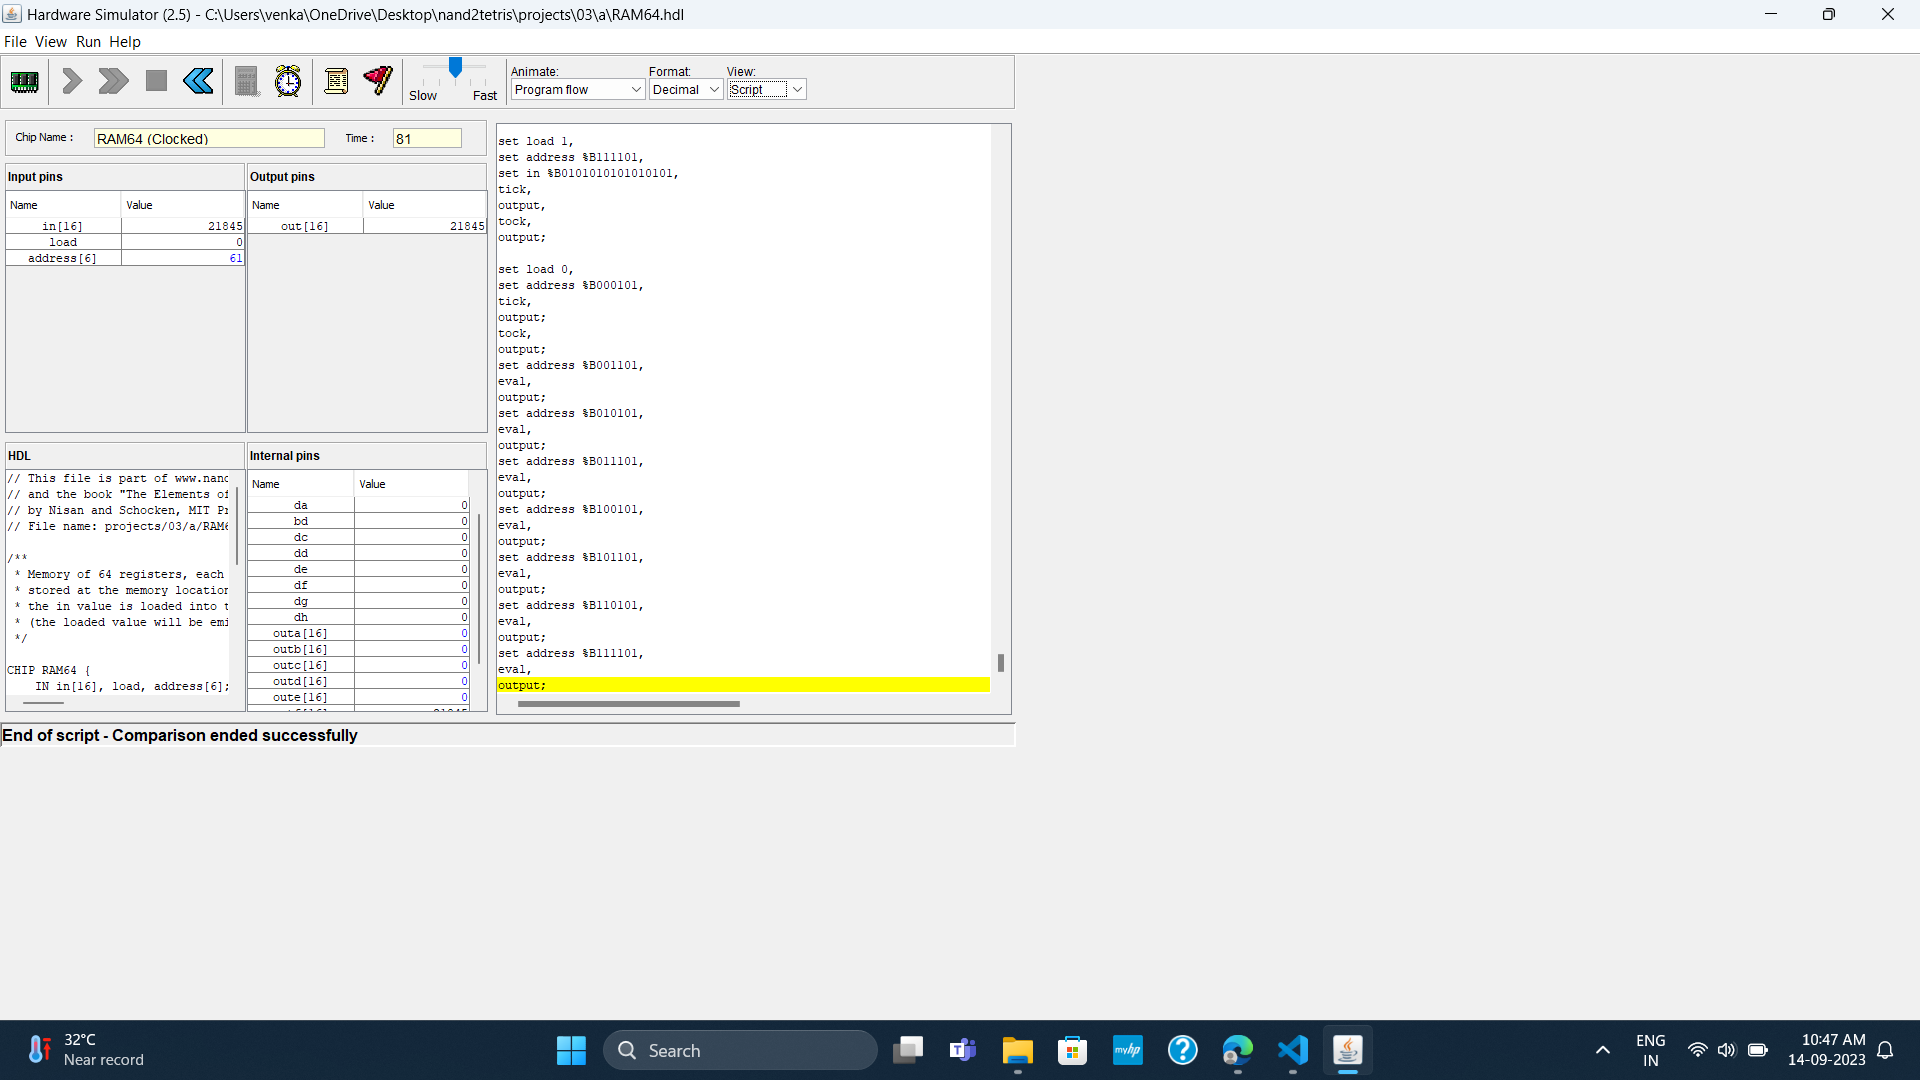 Hardware Simulator (2.5) - C:\Users\venka\OneDrive\Desktop\nand2tetris\projects\03\a\RAM64.hdl
File View Run Help
Slow Fast
Animate:
Program flow
Format:
Decimal
View:
Script
Chip Name :
RAM64 (Clocked)
Time :
81
Input pins
Name Value
in[16] 21845
load 0
address[6] 61
Output pins
Name Value
out[16] 21845
HDL
// This file is part of www.nand
// and the book "The Elements of
// by Nisan and Schocken, MIT Pr
// File name: projects/03/a/RAM6
/**
* Memory of 64 registers, each
* stored at the memory location
* the in value is loaded into t
* (the loaded value will be emi
*/
CHIP RAM64 {
IN in[16], load, address[6];
Internal pins
Name Value
da 0
bd 0
dc 0
dd 0
de 0
df 0
dg 0
dh 0
outa[16] 0
outb[16] 0
outc[16] 0
outd[16] 0
oute[16] 0
set load 1,
set address %B111101,
set in %B0101010101010101,
tick,
output,
tock,
output;
set load 0,
set address %B000101,
tick,
output;
tock,
output;
set address %B001101,
eval,
output;
set address %B010101,
eval,
output;
set address %B011101,
eval,
output;
set address %B100101,
eval,
output;
set address %B101101,
eval,
output;
set address %B110101,
eval,
output;
set address %B111101,
eval,
output;
End of script - Comparison ended successfully
32°C
Near record
Search
myhp
ENG
IN
10:47 AM
14-09-2023